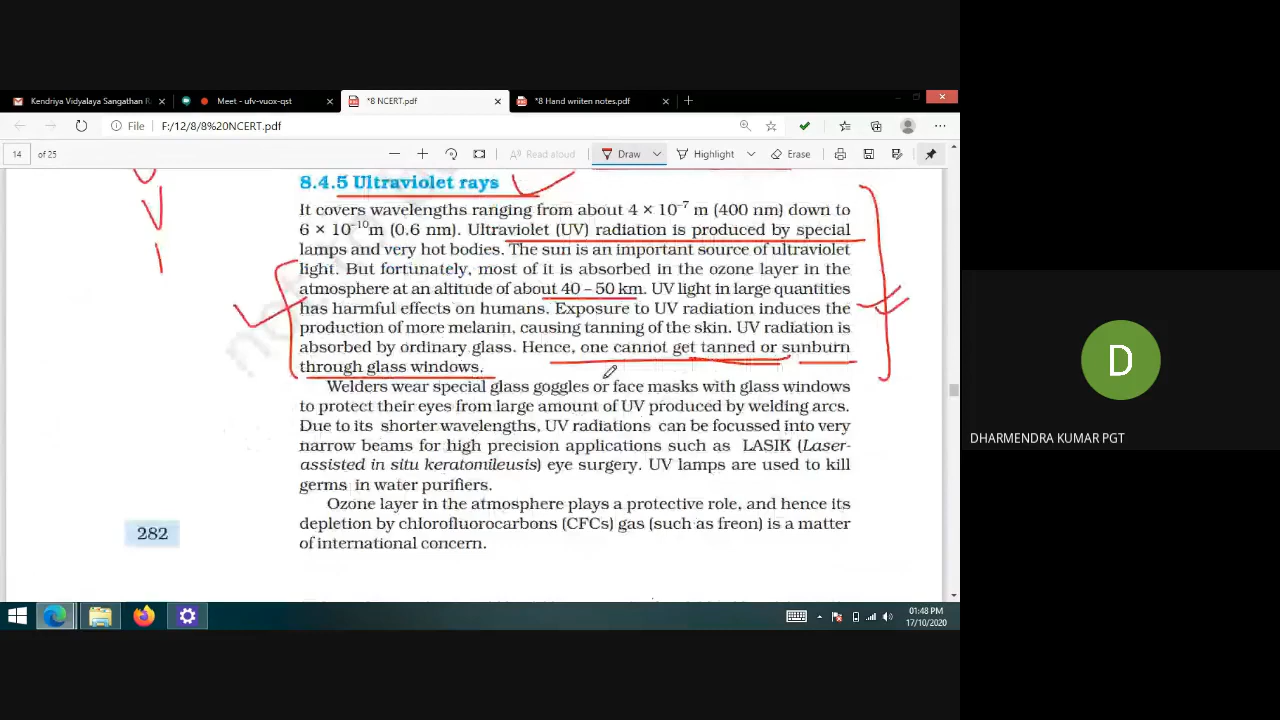 Kendriya Vidyalaya Sangathan R
Meet - ufv-vuox-qst
*8 NCERT.pdf
*8 Hand wriiten notes.pdf
File
F:/12/8/8%20NCERT.pdf
14 of 25
Read aloud
Draw
Highlight
Erase
8.4.5 Ultraviolet rays
It covers wavelengths ranging from about 4 × 10⁻⁷ m (400 nm) down to
6 × 10⁻¹⁰m (0.6 nm). Ultraviolet (UV) radiation is produced by special
lamps and very hot bodies. The sun is an important source of ultraviolet
light. But fortunately, most of it is absorbed in the ozone layer in the
atmosphere at an altitude of about 40 – 50 km. UV light in large quantities
has harmful effects on humans. Exposure to UV radiation induces the
production of more melanin, causing tanning of the skin. UV radiation is
absorbed by ordinary glass. Hence, one cannot get tanned or sunburn
through glass windows.
Welders wear special glass goggles or face masks with glass windows
to protect their eyes from large amount of UV produced by welding arcs.
Due to its shorter wavelengths, UV radiations can be focussed into very
narrow beams for high precision applications such as LASIK (Laser-
assisted in situ keratomileusis) eye surgery. UV lamps are used to kill
germs in water purifiers.
Ozone layer in the atmosphere plays a protective role, and hence its
depletion by chlorofluorocarbons (CFCs) gas (such as freon) is a matter
of international concern.
282
D
DHARMENDRA KUMAR PGT
01:48 PM
17/10/2020